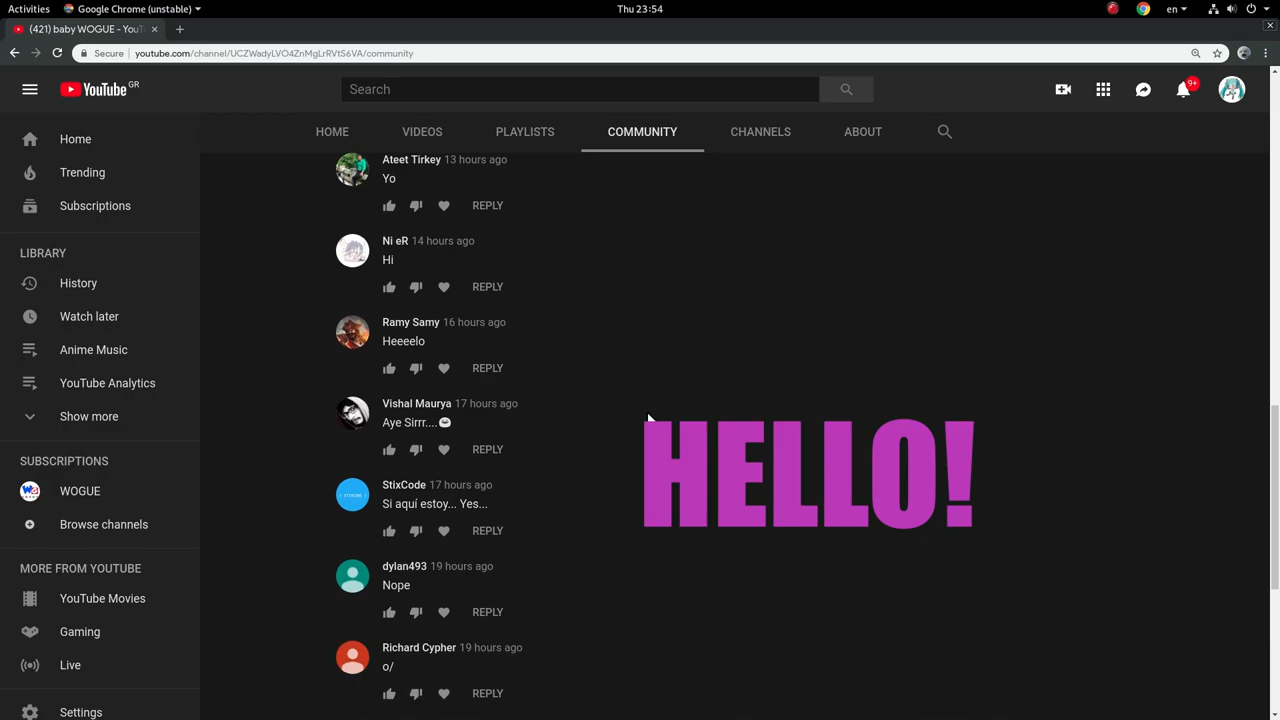 Activities
Google Chrome (unstable)
Thu 23:54
en
(421) baby WOGUE - YouT
Secure
youtube.com/channel/UCZWadyLVO4ZnMgLrRVtS6VA/community
YouTube GR
Search
9+
HOME
VIDEOS
PLAYLISTS
COMMUNITY
CHANNELS
ABOUT
Home
Trending
Subscriptions
LIBRARY
History
Watch later
Anime Music
YouTube Analytics
Show more
SUBSCRIPTIONS
WOGUE
Browse channels
MORE FROM YOUTUBE
YouTube Movies
Gaming
Live
Settings
Ateet Tirkey 13 hours ago
Yo
REPLY
Ni eR 14 hours ago
Hi
REPLY
Ramy Samy 16 hours ago
Heeeelo
REPLY
Vishal Maurya 17 hours ago
Aye Sirrr....
REPLY
StixCode 17 hours ago
Si aquí estoy... Yes...
REPLY
dylan493 19 hours ago
Nope
REPLY
Richard Cypher 19 hours ago
o/
REPLY
HELLO!